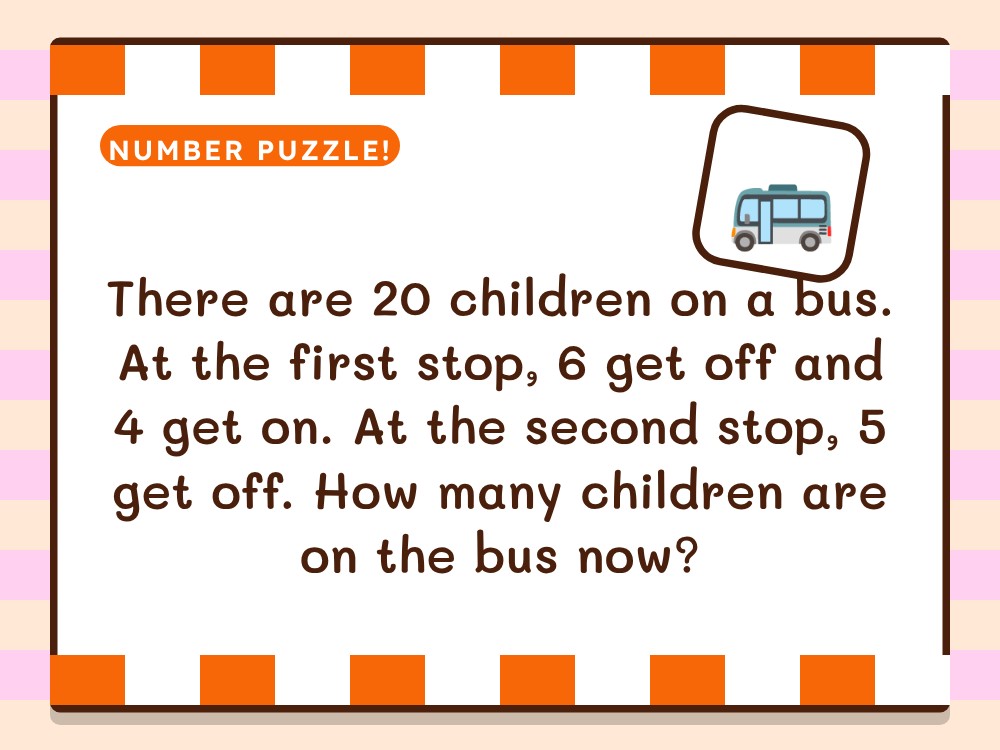 NUMBER PUZZLE!
There are 20 children on a bus.
At the first stop, 6 get off and
4 get on. At the second stop, 5
get off. How many children are
on the bus now?